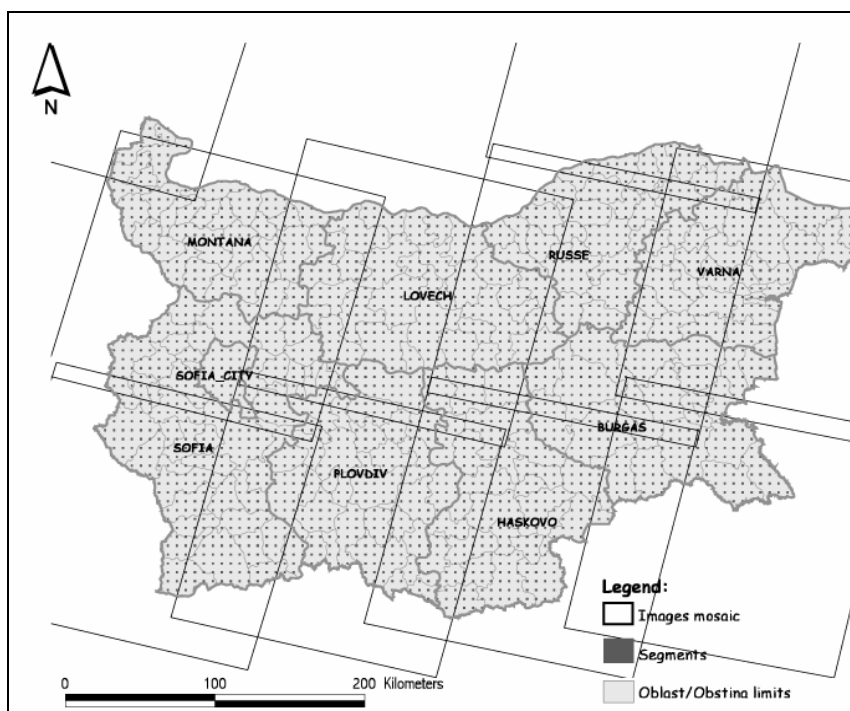 N
MONTANA
RUSSE
VARNA
LOVECH
SOFIA_CITY
BURGAS
SOFIA
PLOVDIV
HASKOVO
Legend:
Images mosaic
Segments
Oblast/Obstina limits
0 100 200 Kilometers